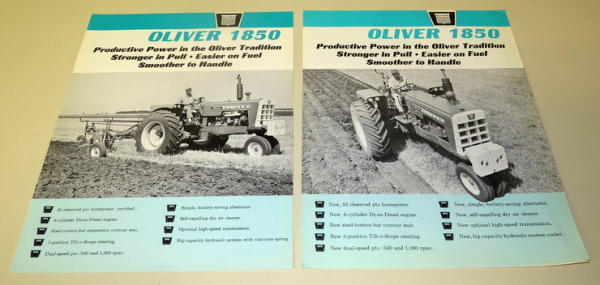 OLIVER 1850
Productive Power in the Oliver Tradition
Stronger in Pull • Easier on Fuel
Smoother to Handle
92 observed pto horsepower certified.
6-cylinder Dyna-Diesel engine.
Steel torsion-bar suspension contour seat.
5-position Tilt-o-Scope steering.
Dual-speed pto (540 and 1,000 rpm).
Simple, battery-saving alternator.
Self-expelling dry air cleaner.
Optional high-speed transmission.
Big-capacity hydraulic system with vari-rate spring
OLIVER 1850
Productive Power in the Oliver Tradition
Stronger in Pull • Easier on Fuel
Smoother to Handle
New, 92 observed pto horsepower.
New, 6-cylinder Dyna-Diesel engine.
New steel-torsion-bar contour seat.
New 5-position Tilt-O-Scope steering.
New dual-speed pto (540 and 1,000 rpm).
New, simple, battery-saving alternator.
New, self-expelling dry air cleaner.
New optional high-speed transmission.
New, big-capacity hydraulic system cooler.